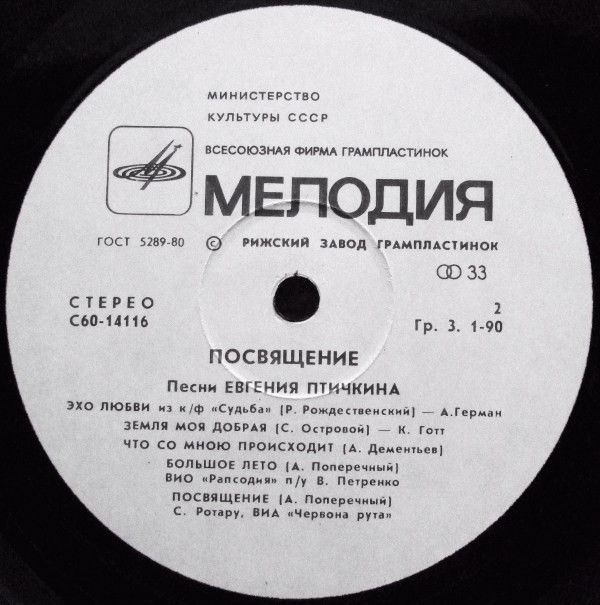 МИНИСТЕРСТВО
КУЛЬТУРЫ СССР
ВСЕСОЮЗНАЯ ФИРМА ГРАМПЛАСТИНОК
МЕЛОДИЯ
ГОСТ 5289-80 © РИЖСКИЙ ЗАВОД ГРАМПЛАСТИНОК
33
СТЕРЕО 2
С60-14116 Гр. 3. 1-90
ПОСВЯЩЕНИЕ
Песни ЕВГЕНИЯ ПТИЧКИНА
ЭХО ЛЮБВИ из к/ф «Судьба» (Р. Рождественский) — А.Герман
ЗЕМЛЯ МОЯ ДОБРАЯ (С. Островой) — К. Готт
ЧТО СО МНОЮ ПРОИСХОДИТ (А. Дементьев)
БОЛЬШОЕ ЛЕТО (А. Поперечный)
ВИО «Рапсодия» п/у В. Петренко
ПОСВЯЩЕНИЕ (А. Поперечный)
С. Ротару, ВИА «Червона рута»